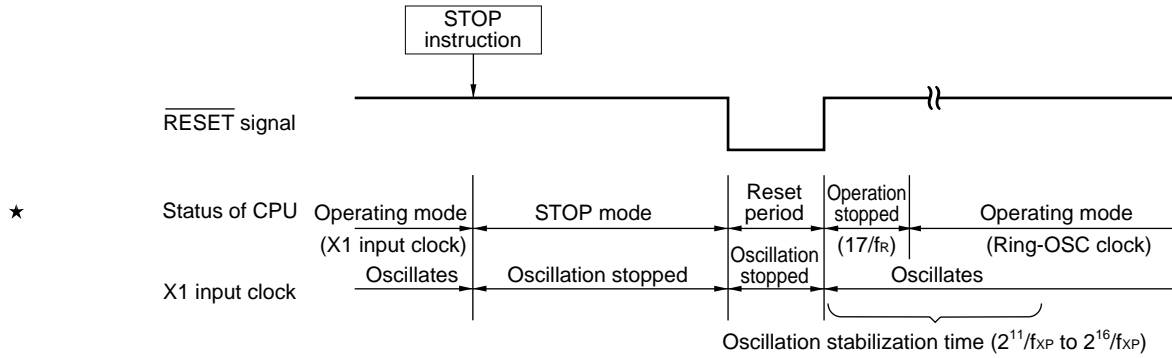 STOP
instruction
RESET signal
★ Status of CPU
Operating mode
(X1 input clock)
STOP mode
Reset
period
Operation
stopped
(17/fR)
Operating mode
(Ring-OSC clock)
X1 input clock
Oscillates
Oscillation stopped
Oscillation
stopped
Oscillates
Oscillation stabilization time (2^11/fXP to 2^16/fXP)